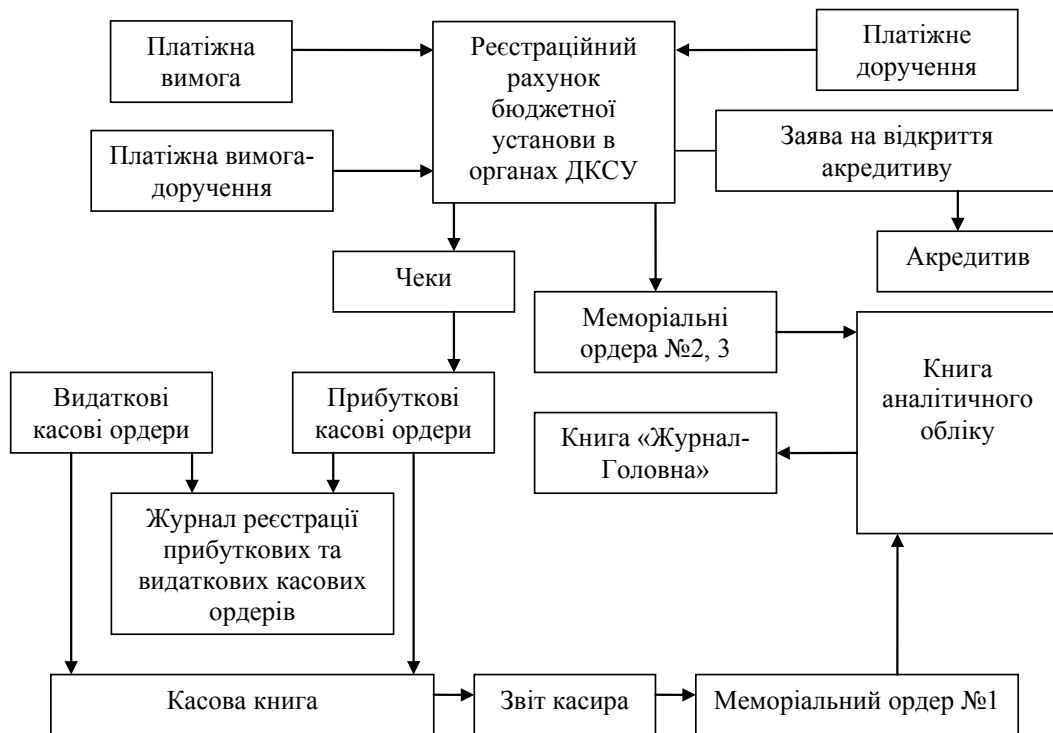 Платіжна
вимога
Реєстраційний
рахунок
бюджетної
установи в
органах ДКСУ
Платіжне
доручення
Платіжна вимога-
доручення
Заява на відкриття
акредитиву
Чеки
Акредитив
Меморіальні
ордера №2, 3
Книга
аналітичного
обліку
Видаткові
касові ордери
Прибуткові
касові ордери
Книга «Журнал-
Головна»
Журнал реєстрації
прибуткових та
видаткових касових
ордерів
Касова книга
Звіт касира
Меморіальний ордер №1